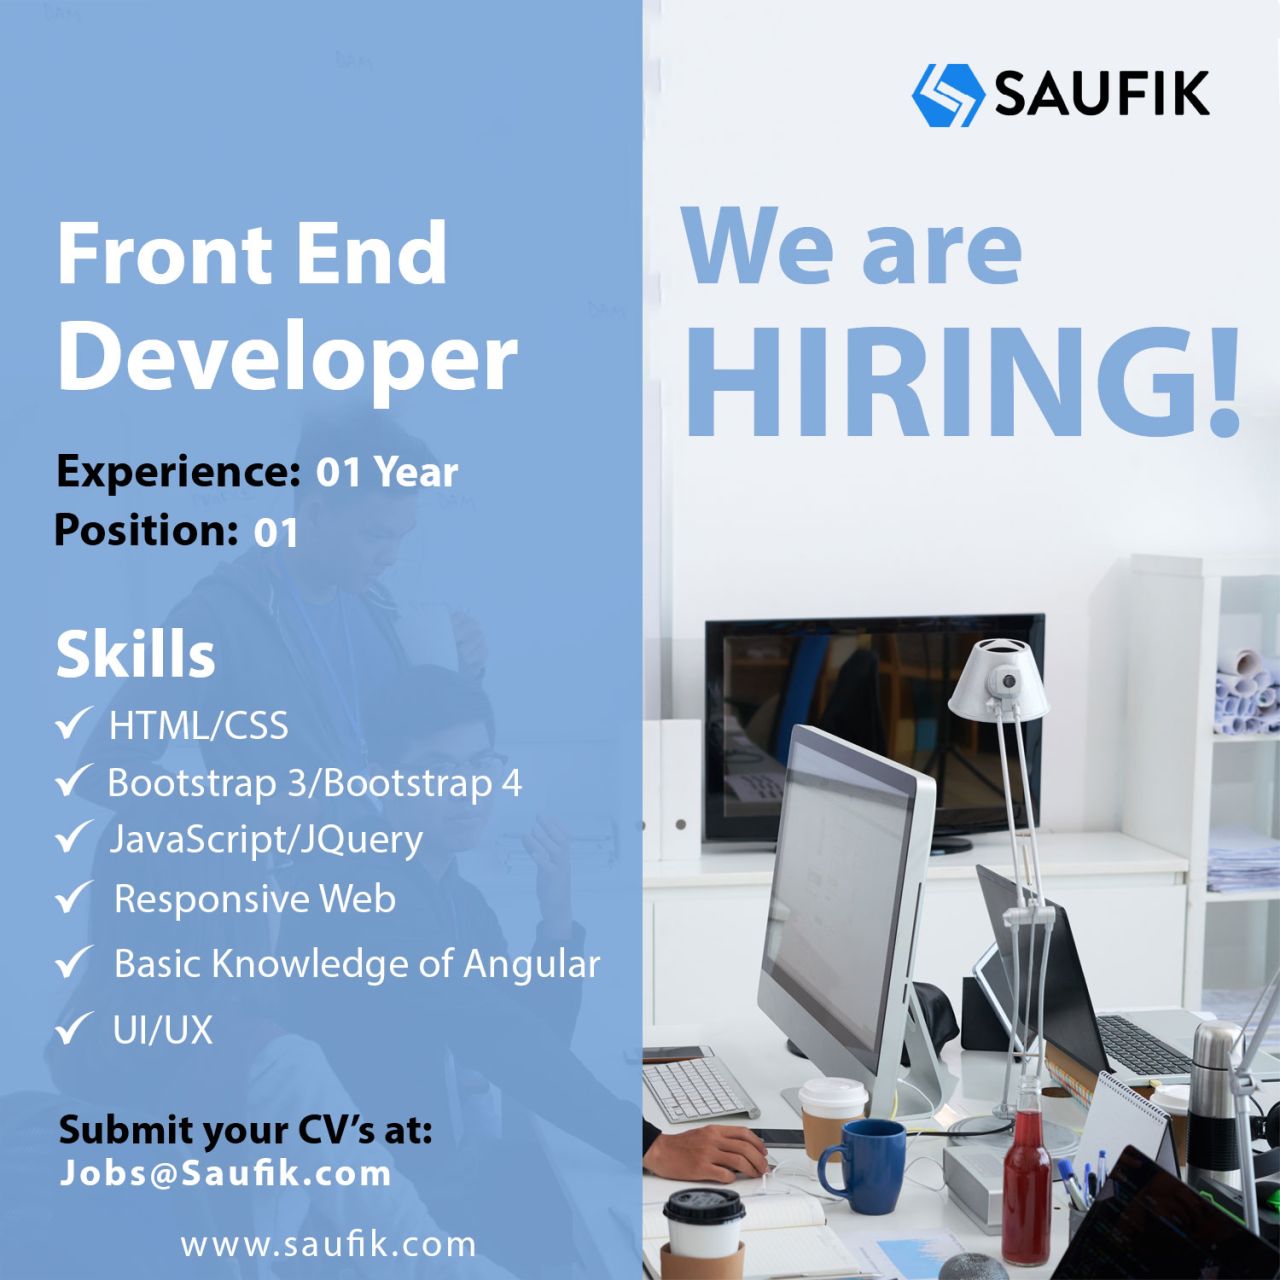 SAUFIK
Front End
Developer
We are
HIRING!
Experience: 01 Year
Position: 01
Skills
HTML/CSS
Bootstrap 3/Bootstrap 4
JavaScript/JQuery
Responsive Web
Basic Knowledge of Angular
UI/UX
Submit your CV's at:
Jobs@Saufik.com
www.saufik.com